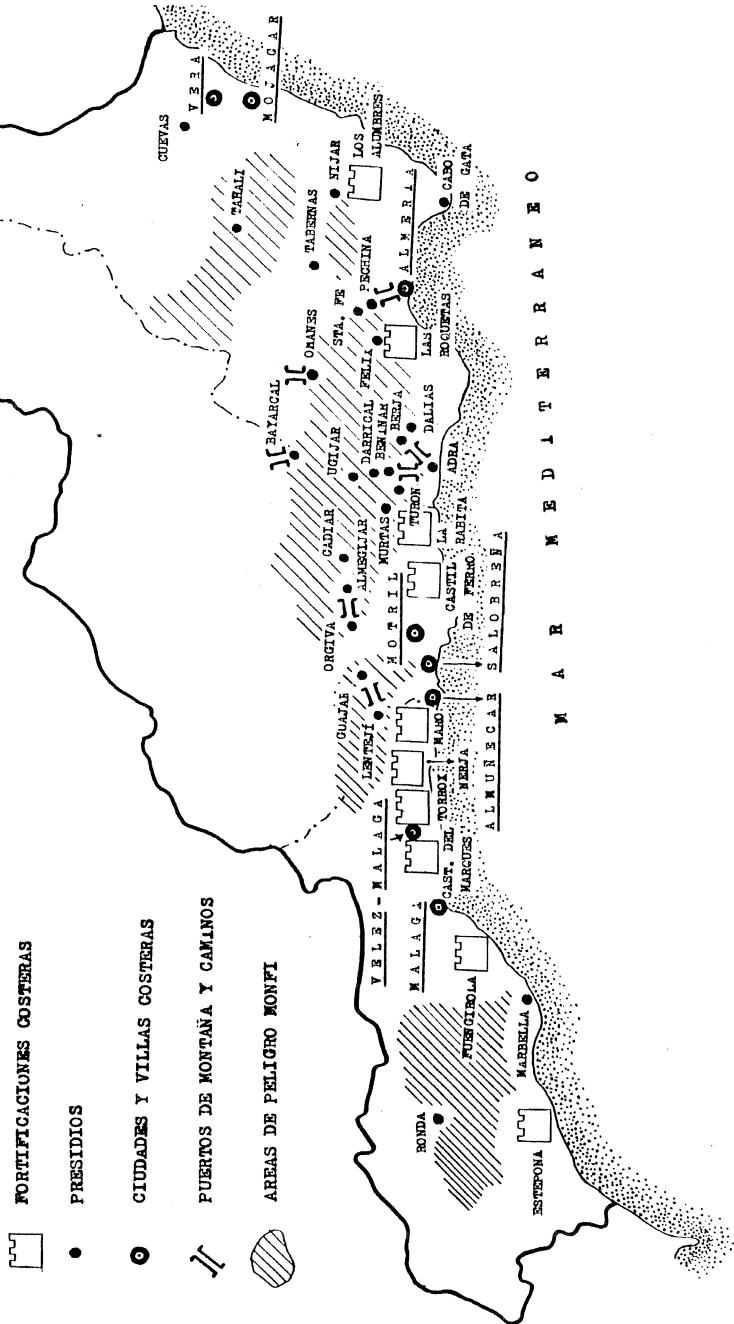 FORTIFICACIONES COSTERAS
PRESIDIOS
CIUDADES Y VILLAS COSTERAS
PUERTOS DE MONTAÑA Y CAMINOS
AREAS DE PELIGRO MONFI
RONDA
ESTEPONA
MARBELLA
FUENGIROLA
MALAGA
VELEZ-MALAGA
CAST. DEL
MARQUES
TORROX
NERJA
MARO
ALMUÑECAR
SALOBREÑA
LENTEJÍ
GUAJAR
MOTRIL
ORGIVA
ALMEGIJAR
CADIAR
CASTIL
DE FERRO
LA
RABITA
MURTAS
TURON
UGIJAR
DARRICAL
BENINAR
BERJA
ADRA
DALIAS
BAYARCAL
OHANES
FELIX
LAS
ROQUETAS
STA. FE
PECHINA
ALMERIA
TABERNAS
NIJAR
LOS
ALUMBRES
CABO
DE GATA
TAHALI
CUEVAS
VERA
MOJACAR
MAR MEDITERRANEO